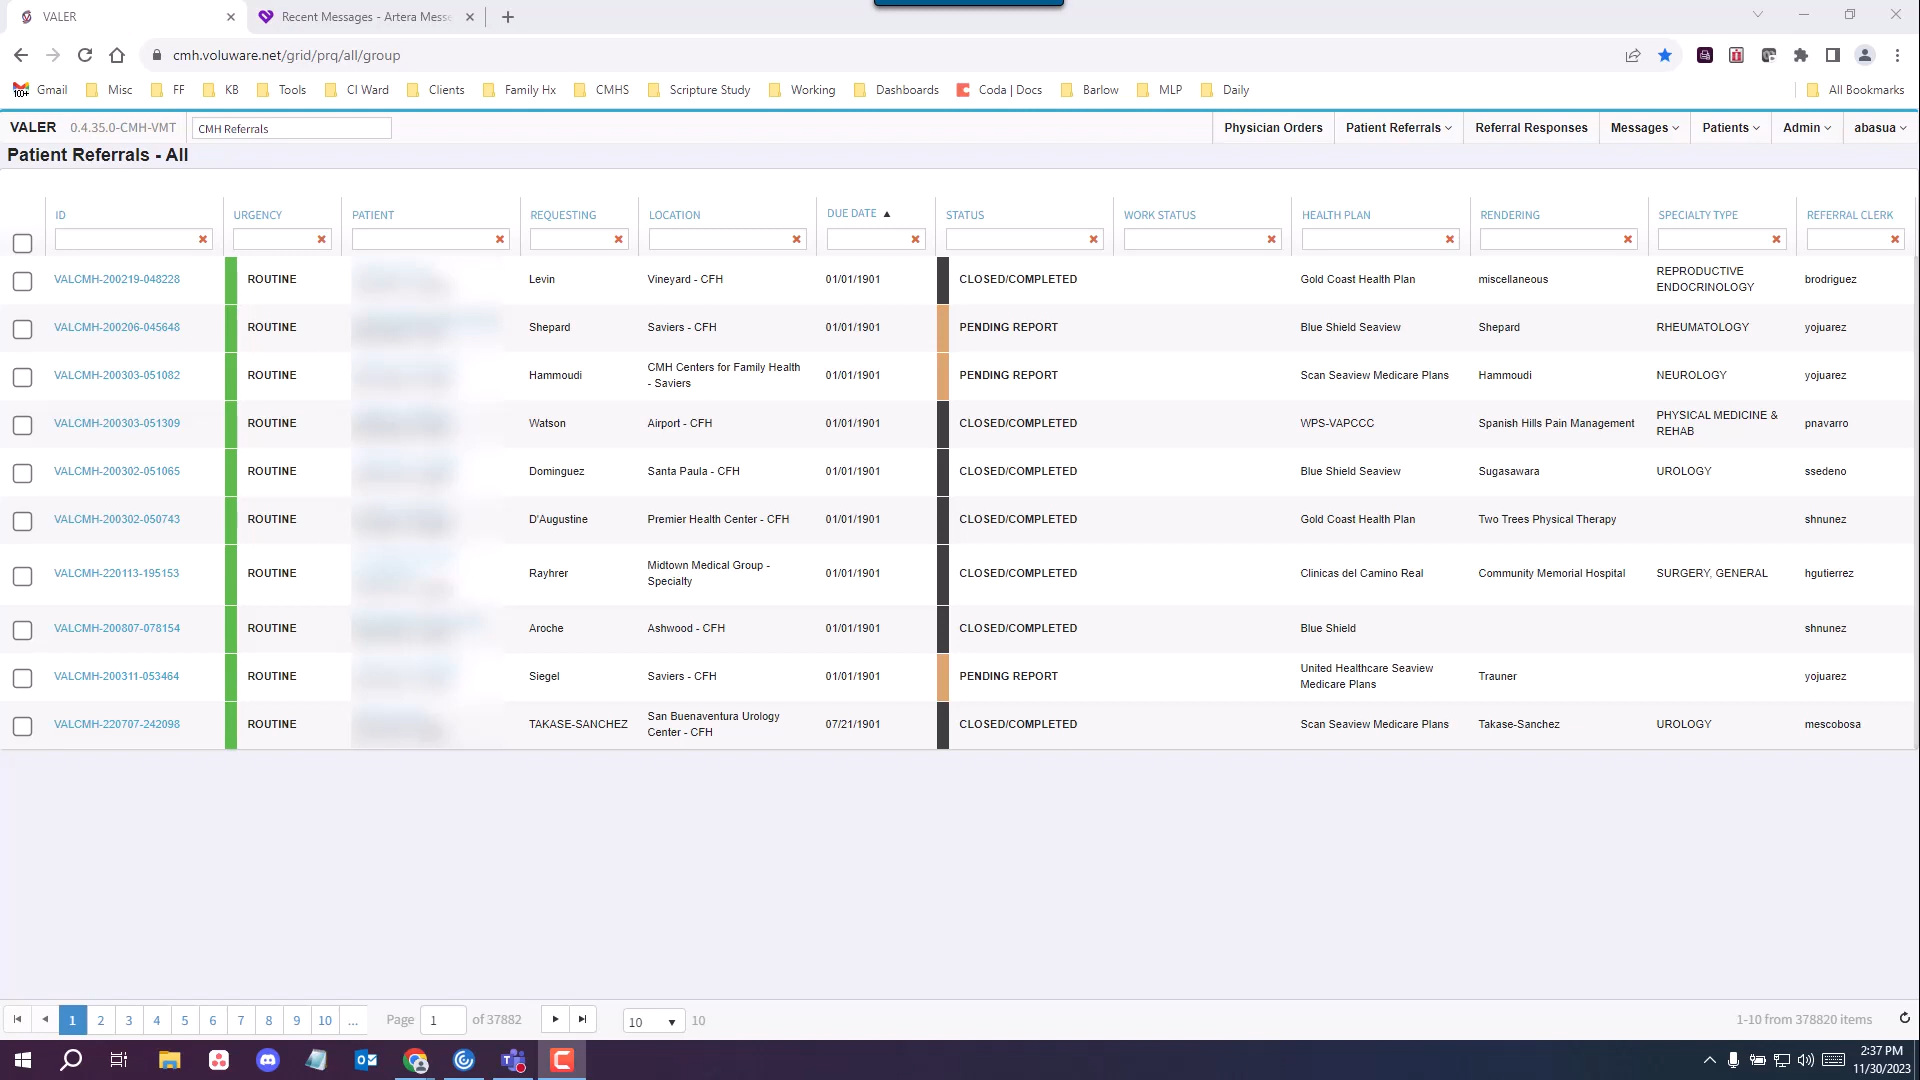 VALER
Recent Messages - Artera Messe
cmh.voluware.net/grid/prq/all/group
Gmail Misc FF KB Tools CI Ward Clients Family Hx CMHS Scripture Study Working Dashboards Coda | Docs Barlow MLP Daily All Bookmarks
VALER 0.4.35.0-CMH-VMT CMH Referrals Physician Orders Patient Referrals Referral Responses Messages Patients Admin abasua
Patient Referrals - All
ID URGENCY PATIENT REQUESTING LOCATION DUE DATE ▲ STATUS WORK STATUS HEALTH PLAN RENDERING SPECIALTY TYPE REFERRAL CLERK
VALCMH-200219-048228 ROUTINE Levin Vineyard - CFH 01/01/1901 CLOSED/COMPLETED Gold Coast Health Plan miscellaneous REPRODUCTIVE
ENDOCRINOLOGY brodriguez
VALCMH-200206-045648 ROUTINE Shepard Saviers - CFH 01/01/1901 PENDING REPORT Blue Shield Seaview Shepard RHEUMATOLOGY yojuarez
VALCMH-200303-051082 ROUTINE Hammoudi CMH Centers for Family Health
- Saviers 01/01/1901 PENDING REPORT Scan Seaview Medicare Plans Hammoudi NEUROLOGY yojuarez
VALCMH-200303-051309 ROUTINE Watson Airport - CFH 01/01/1901 CLOSED/COMPLETED WPS-VAPCCC Spanish Hills Pain Management PHYSICAL MEDICINE &
REHAB pnavarro
VALCMH-200302-051065 ROUTINE Dominguez Santa Paula - CFH 01/01/1901 CLOSED/COMPLETED Blue Shield Seaview Sugasawara UROLOGY ssedeno
VALCMH-200302-050743 ROUTINE D'Augustine Premier Health Center - CFH 01/01/1901 CLOSED/COMPLETED Gold Coast Health Plan Two Trees Physical Therapy shnunez
VALCMH-220113-195153 ROUTINE Rayhrer Midtown Medical Group -
Specialty 01/01/1901 CLOSED/COMPLETED Clinicas del Camino Real Community Memorial Hospital SURGERY, GENERAL hgutierrez
VALCMH-200807-078154 ROUTINE Aroche Ashwood - CFH 01/01/1901 CLOSED/COMPLETED Blue Shield shnunez
VALCMH-200311-053464 ROUTINE Siegel Saviers - CFH 01/01/1901 PENDING REPORT United Healthcare Seaview
Medicare Plans Trauner yojuarez
VALCMH-220707-242098 ROUTINE TAKASE-SANCHEZ San Buenaventura Urology
Center - CFH 07/21/1901 CLOSED/COMPLETED Scan Seaview Medicare Plans Takase-Sanchez UROLOGY mescobosa
1 2 3 4 5 6 7 8 9 10 ... Page 1 of 37882 10 10 1-10 from 378820 items
2:37 PM
11/30/2023